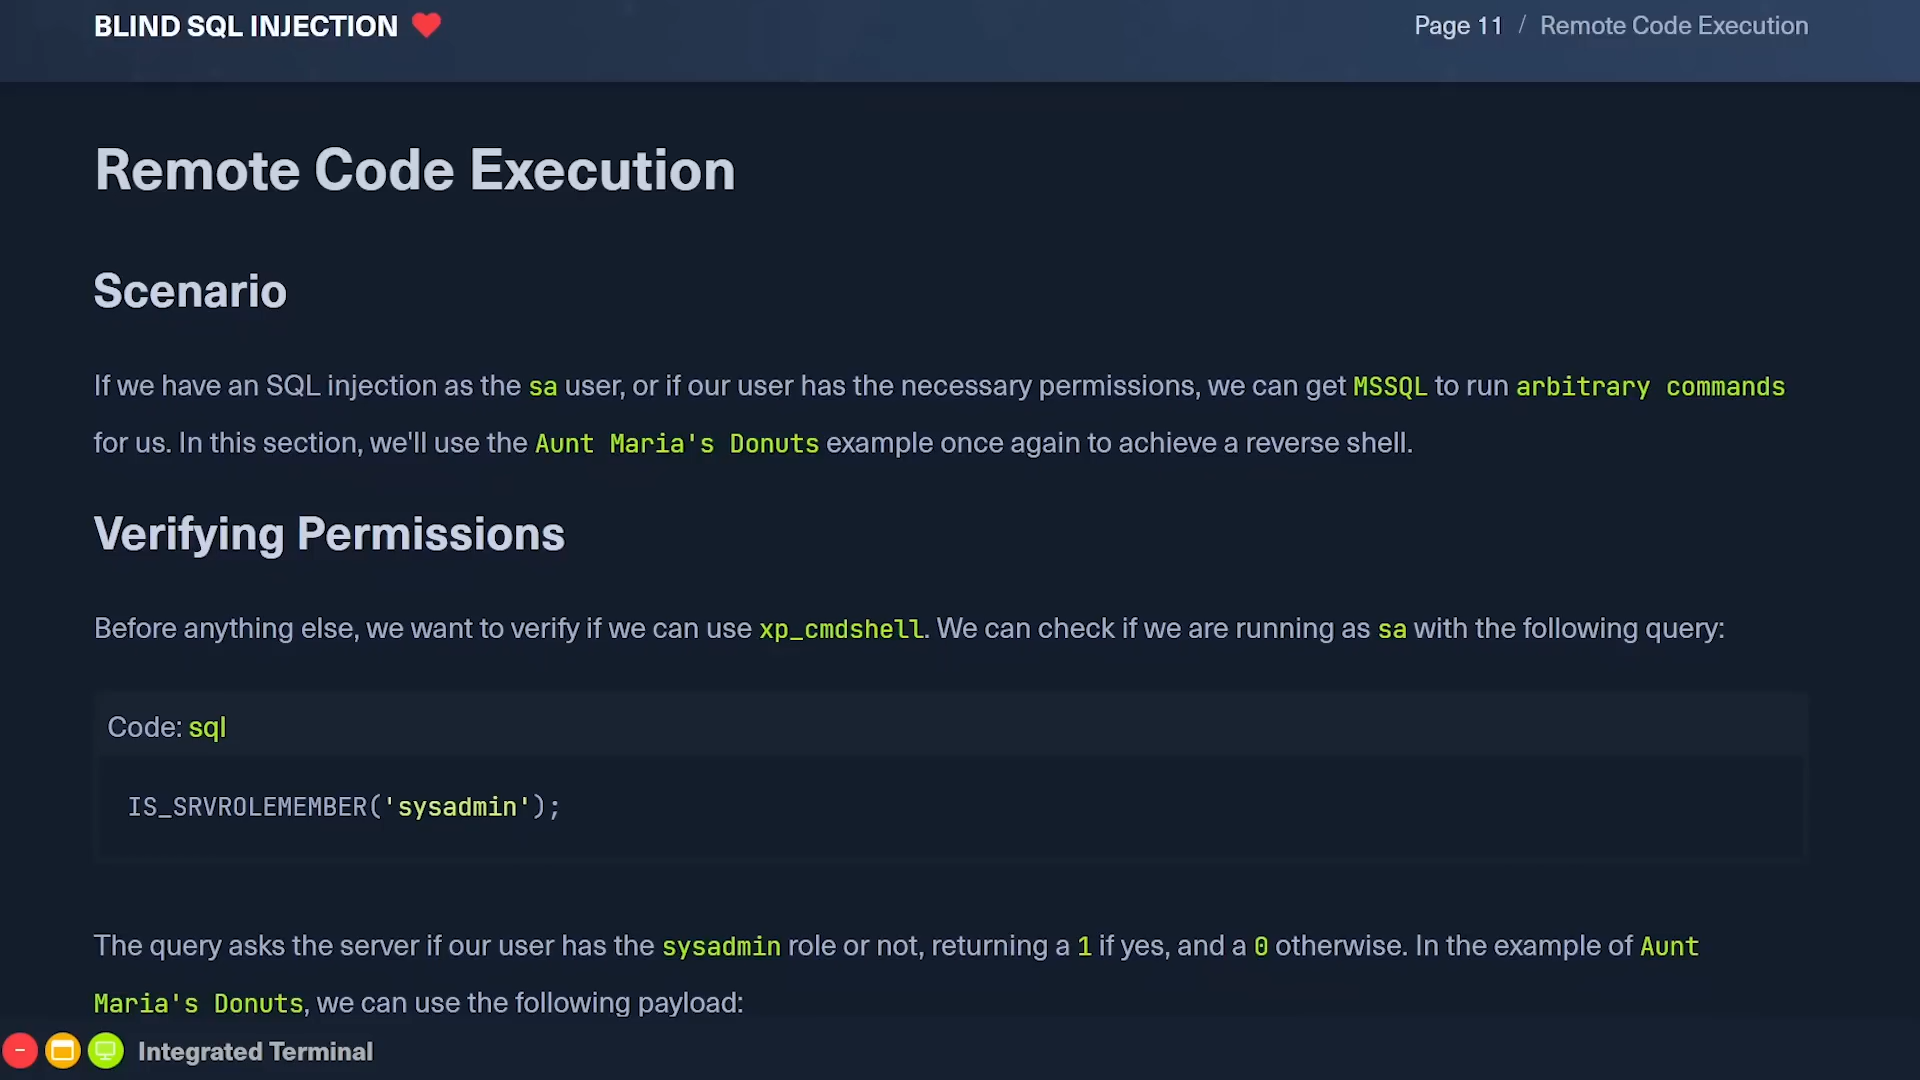 BLIND SQL INJECTION
Page 11 / Remote Code Execution
Remote Code Execution
Scenario
If we have an SQL injection as the sa user, or if our user has the necessary permissions, we can get MSSQL to run arbitrary commands
for us. In this section, we'll use the Aunt Maria's Donuts example once again to achieve a reverse shell.
Verifying Permissions
Before anything else, we want to verify if we can use xp_cmdshell. We can check if we are running as sa with the following query:
Code: sql
IS_SRVROLEMEMBER('sysadmin');
The query asks the server if our user has the sysadmin role or not, returning a 1 if yes, and a 0 otherwise. In the example of Aunt
Maria's Donuts, we can use the following payload:
Integrated Terminal